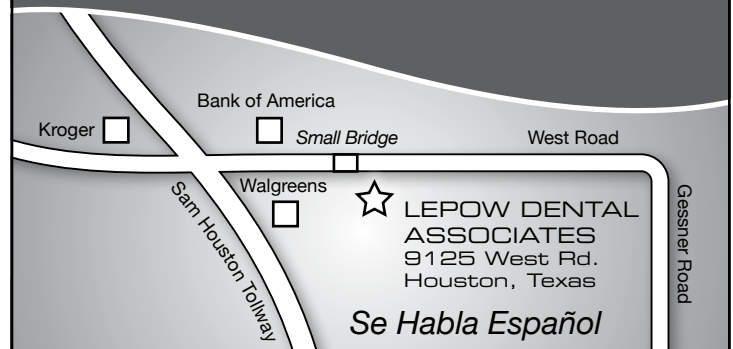 Bank of America
Kroger
Small Bridge
West Road
Walgreens
Sam Houston Tollway
LEPOW DENTAL
ASSOCIATES
9125 West Rd.
Houston, Texas
Gessner Road
Se Habla Español